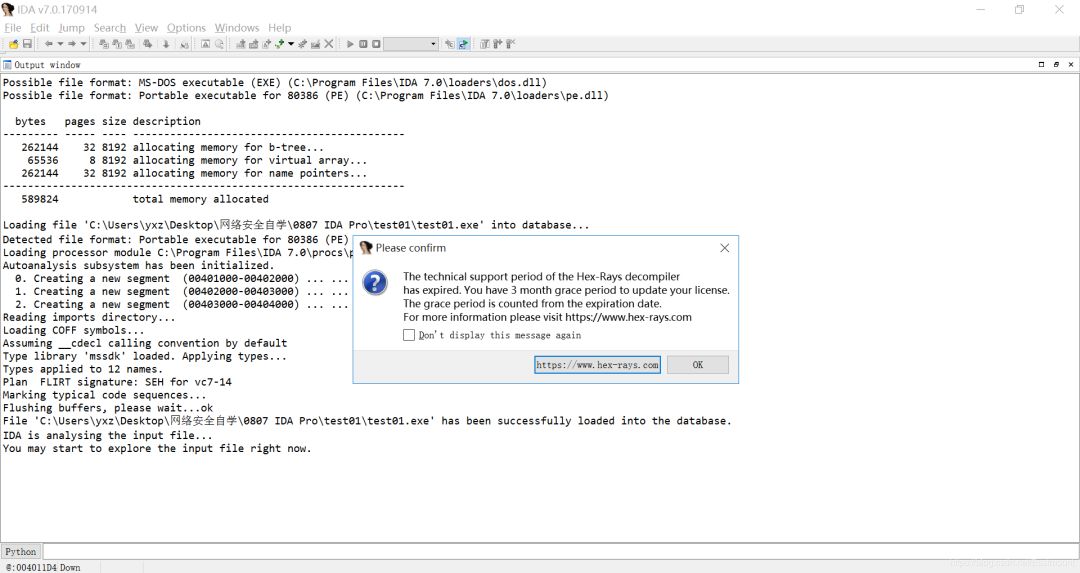 IDA v7.0.170914
File Edit Jump Search View Options Windows Help
Output window
Possible file format: MS-DOS executable (EXE) (C:\Program Files\IDA 7.0\loaders\dos.dll)
Possible file format: Portable executable for 80386 (PE) (C:\Program Files\IDA 7.0\loaders\pe.dll)
bytes pages size description
--------- ----- ---- --------------------------------------------
262144 32 8192 allocating memory for b-tree...
65536 8 8192 allocating memory for virtual array...
262144 32 8192 allocating memory for name pointers...
-----------------------------------------------------------------
589824 total memory allocated
Loading file 'C:\Users\yxz\Desktop\网络安全自学\0807 IDA Pro\test01\test01.exe' into database...
Detected file format: Portable executable for 80386 (PE)
Loading processor module C:\Program Files\IDA 7.0\procs\p
Autoanalysis subsystem has been initialized.
0. Creating a new segment (00401000-00402000) ... ...
1. Creating a new segment (00402000-00403000) ... ...
2. Creating a new segment (00403000-00404000) ... ...
Reading imports directory...
Loading COFF symbols...
Assuming __cdecl calling convention by default
Type library 'mssdk' loaded. Applying types...
Types applied to 12 names.
Plan FLIRT signature: SEH for vc7-14
Marking typical code sequences...
Flushing buffers, please wait...ok
File 'C:\Users\yxz\Desktop\网络安全自学\0807 IDA Pro\test01\test01.exe' has been successfully loaded into the database.
IDA is analysing the input file...
You may start to explore the input file right now.
Please confirm
The technical support period of the Hex-Rays decompiler
has expired. You have 3 month grace period to update your license.
The grace period is counted from the expiration date.
For more information please visit https://www.hex-rays.com
Don't display this message again
https://www.hex-rays.com OK
Python
@:004011D4 Down